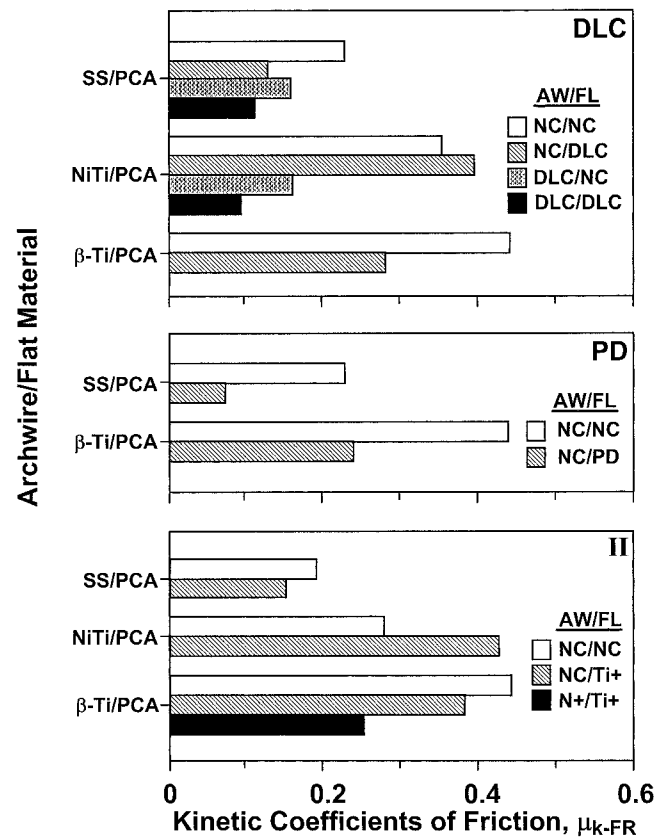 DLC
SS/PCA
NiTi/PCA
β-Ti/PCA
AW/FL
NC/NC
NC/DLC
DLC/NC
DLC/DLC
Archwire/Flat Material
PD
SS/PCA
β-Ti/PCA
AW/FL
NC/NC
NC/PD
II
SS/PCA
NiTi/PCA
β-Ti/PCA
AW/FL
NC/NC
NC/Ti+
N+/Ti+
0 0.2 0.4 0.6
Kinetic Coefficients of Friction, μk-FR